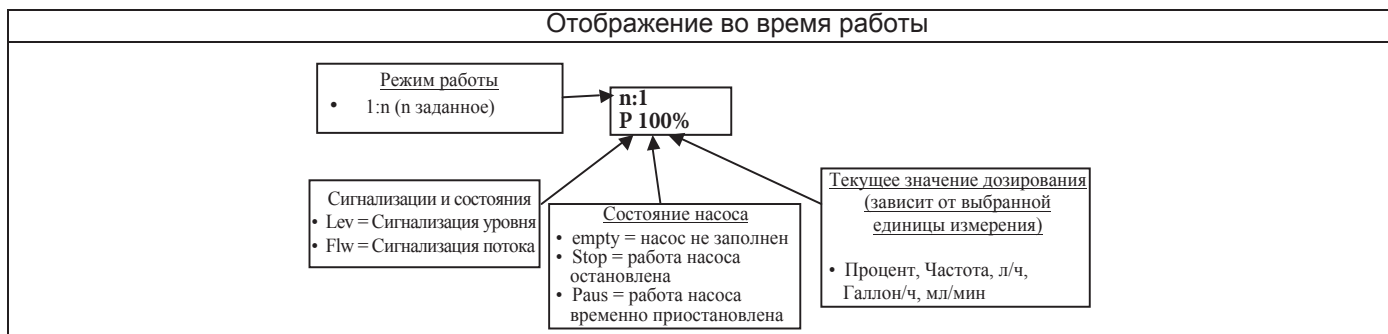 Отображение во время работы
Режим работы
• 1:n (n заданное)
n:1
P 100%
Сигнализации и состояния
• Lev = Сигнализация уровня
• Flw = Сигнализация потока
Состояние насоса
• empty = насос не заполнен
• Stop = работа насоса
остановлена
• Paus = работа насоса
временно приостановлена
Текущее значение дозирования
(зависит от выбранной
единицы измерения)
• Процент, Частота, л/ч,
Галлон/ч, мл/мин